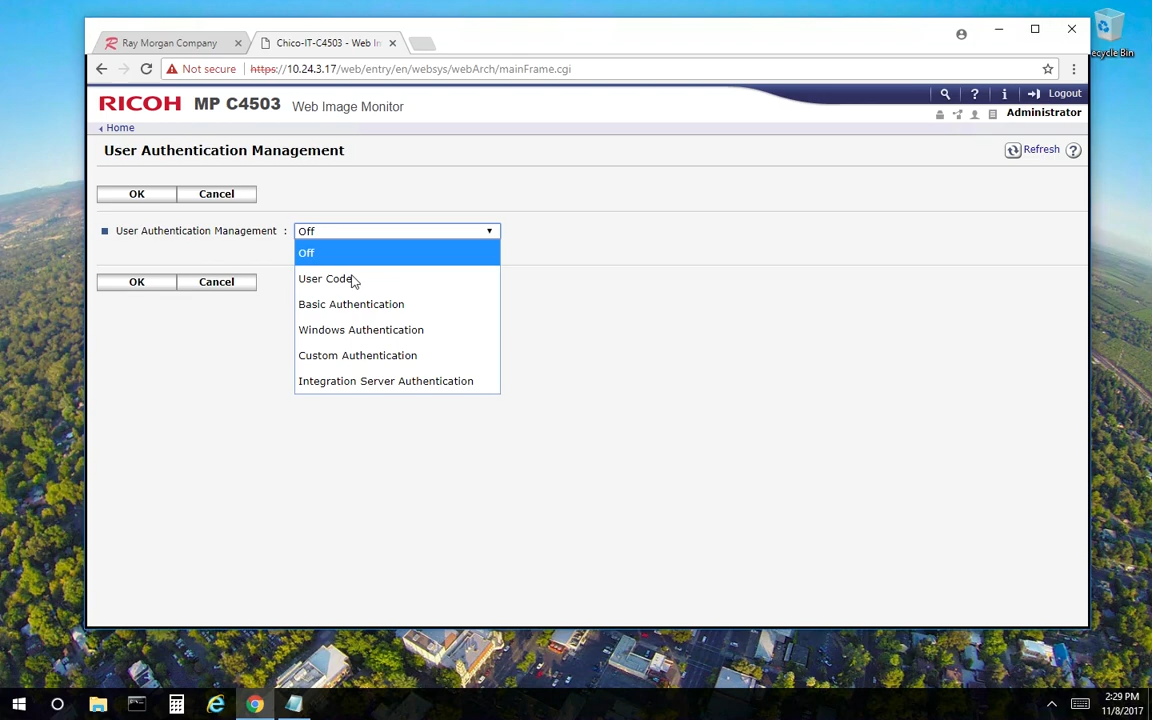 Ray Morgan Company
Chico-IT-C4503 - Web In
Recycle Bin
Not secure
https://10.24.3.17/web/entry/en/websys/webArch/mainFrame.cgi
RICOH MP C4503 Web Image Monitor
? i Logout
Administrator
Home
User Authentication Management
Refresh ?
OK Cancel
User Authentication Management : Off
Off
User Code
Basic Authentication
Windows Authentication
Custom Authentication
Integration Server Authentication
OK Cancel
2:29 PM
11/8/2017